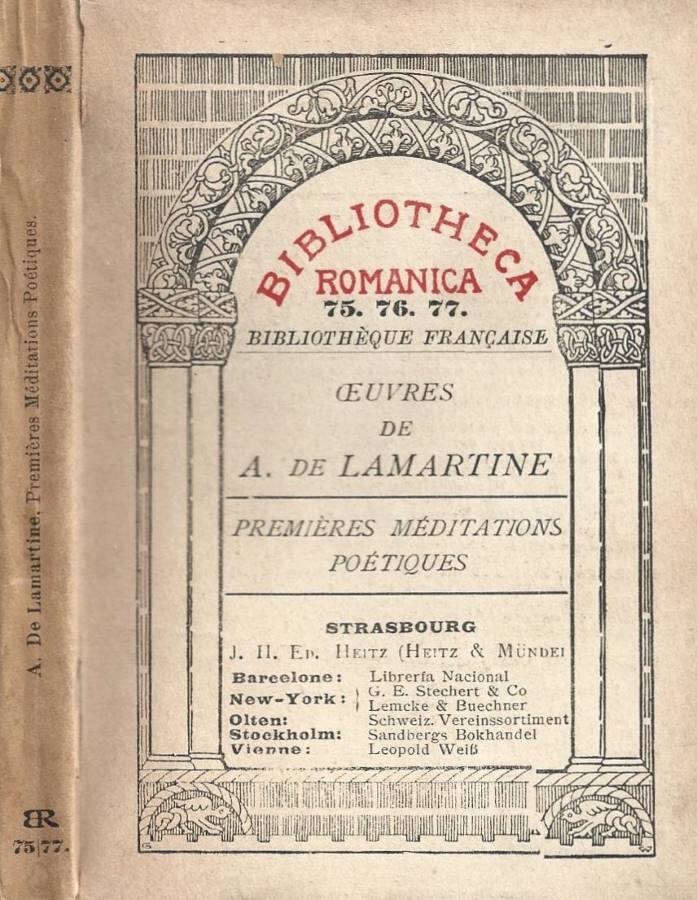 A. De Lamartine, Premières Méditations Poétiques.
BR
75|77.
BIBLIOTHECA
ROMANICA
75. 76. 77.
BIBLIOTHÈQUE FRANÇAISE
ŒUVRES
DE
A. DE LAMARTINE
PREMIÈRES MÉDITATIONS
POÉTIQUES
STRASBOURG
J. H. ED. HEITZ (HEITZ & MÜNDEL
Barcelone: Librería Nacional
New-York: G. E. Stechert & Co
Lemcke & Buechner
Olten: Schweiz. Vereinssortiment
Stockholm: Sandbergs Bokhandel
Vienne: Leopold Weiß